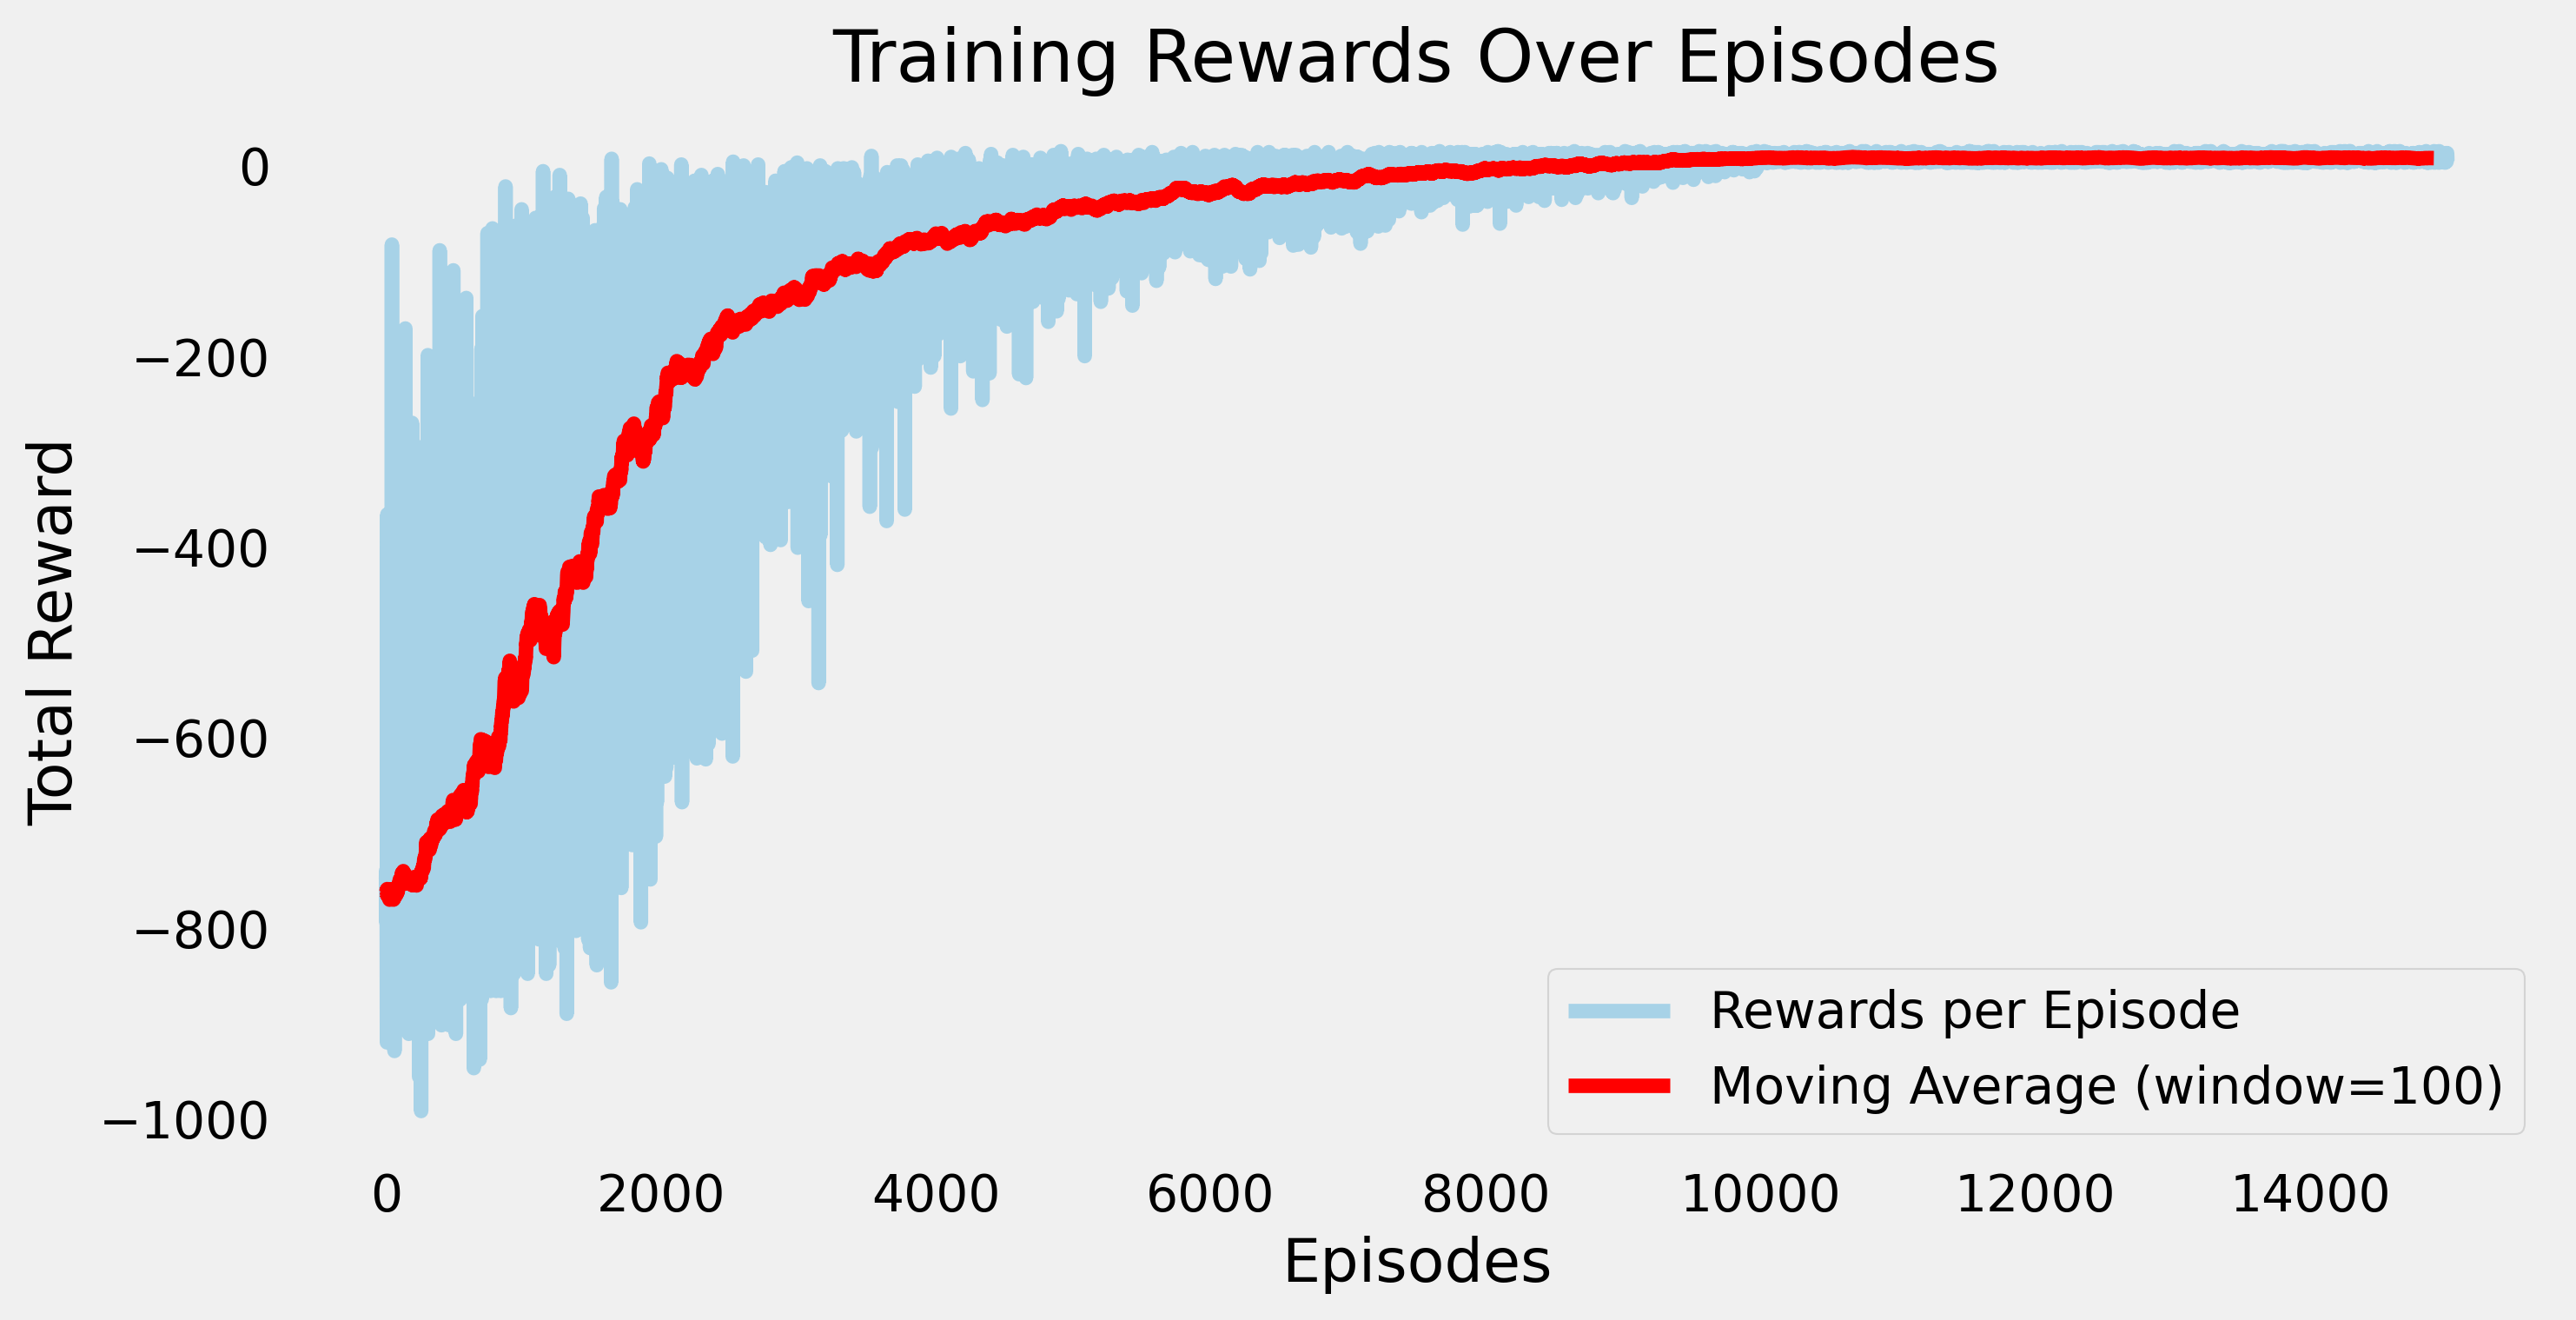 Training Rewards Over Episodes
Total Reward
0
−200
−400
−600
−800
−1000
0 2000 4000 6000 8000 10000 12000 14000
Episodes
Rewards per Episode
Moving Average (window=100)